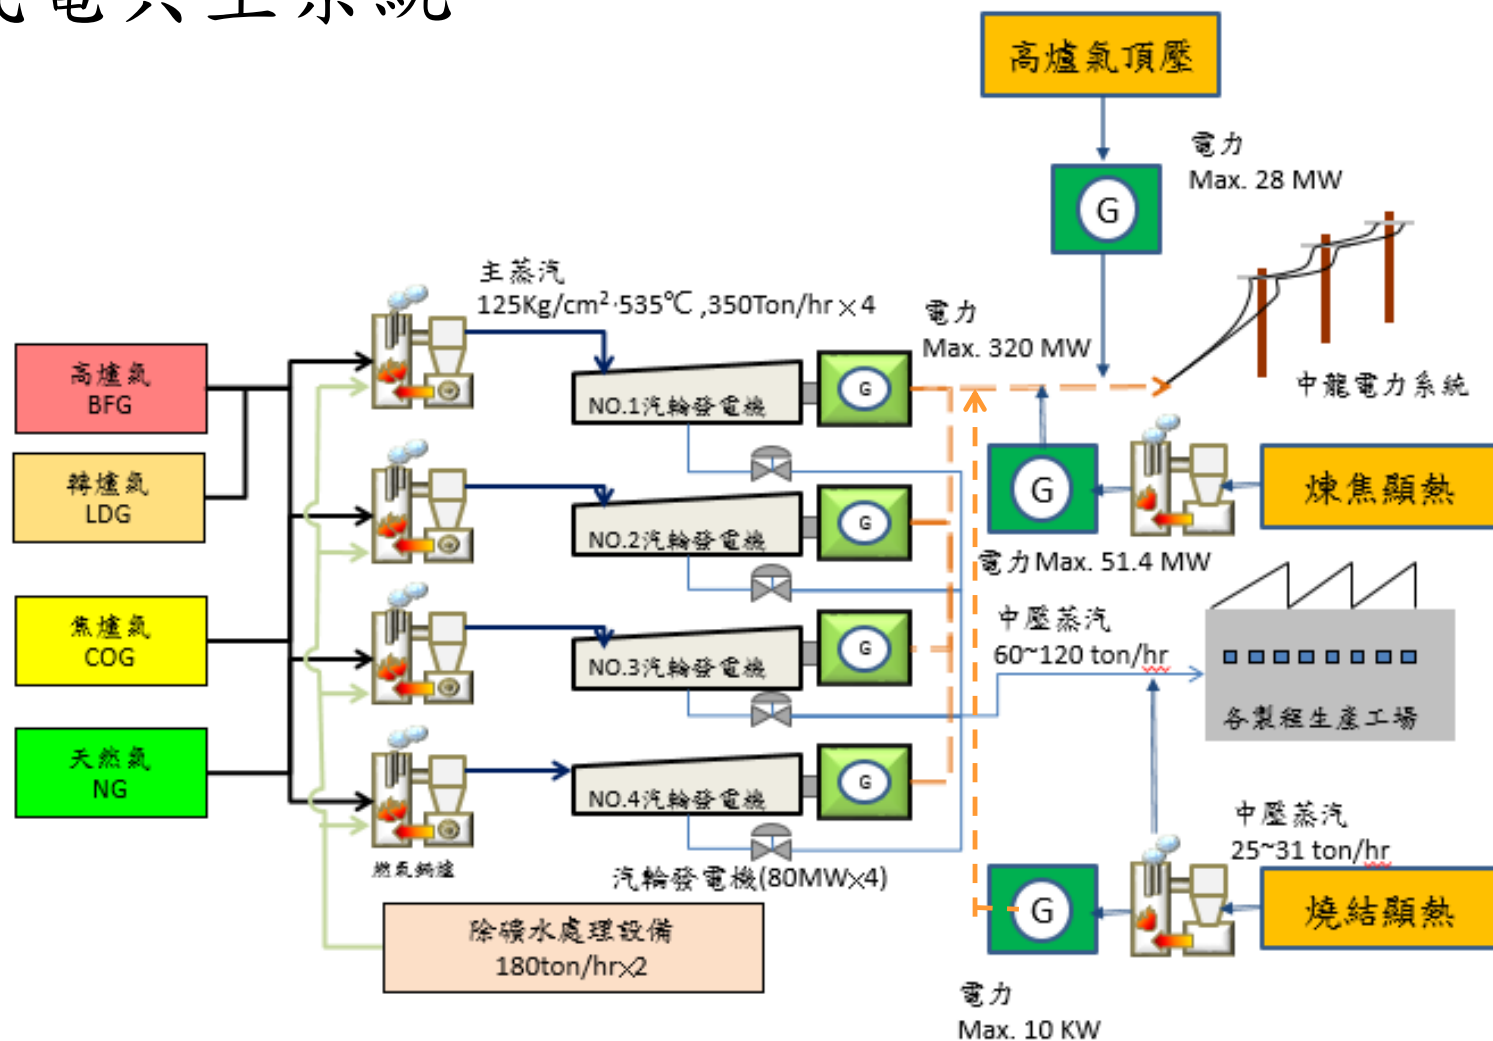 電共生系統
高爐氣頂壓
電力
Max. 28 MW
G
主蒸汽
125Kg/cm²·535℃ ,350Ton/hr×4
電力
Max. 320 MW
高爐氣
BFG
轉爐氣
LDG
焦爐氣
COG
天然氣
NG
NO.1汽輪發電機
G
NO.2汽輪發電機
G
NO.3汽輪發電機
G
NO.4汽輪發電機
G
燃氣鍋爐
汽輪發電機(80MW×4)
除礦水處理設備
180ton/hr×2
中龍電力系統
G
煉焦顯熱
電力Max. 51.4 MW
中壓蒸汽
60~120 ton/hr
各製程生產工場
中壓蒸汽
25~31 ton/hr
G
燒結顯熱
電力
Max. 10 KW